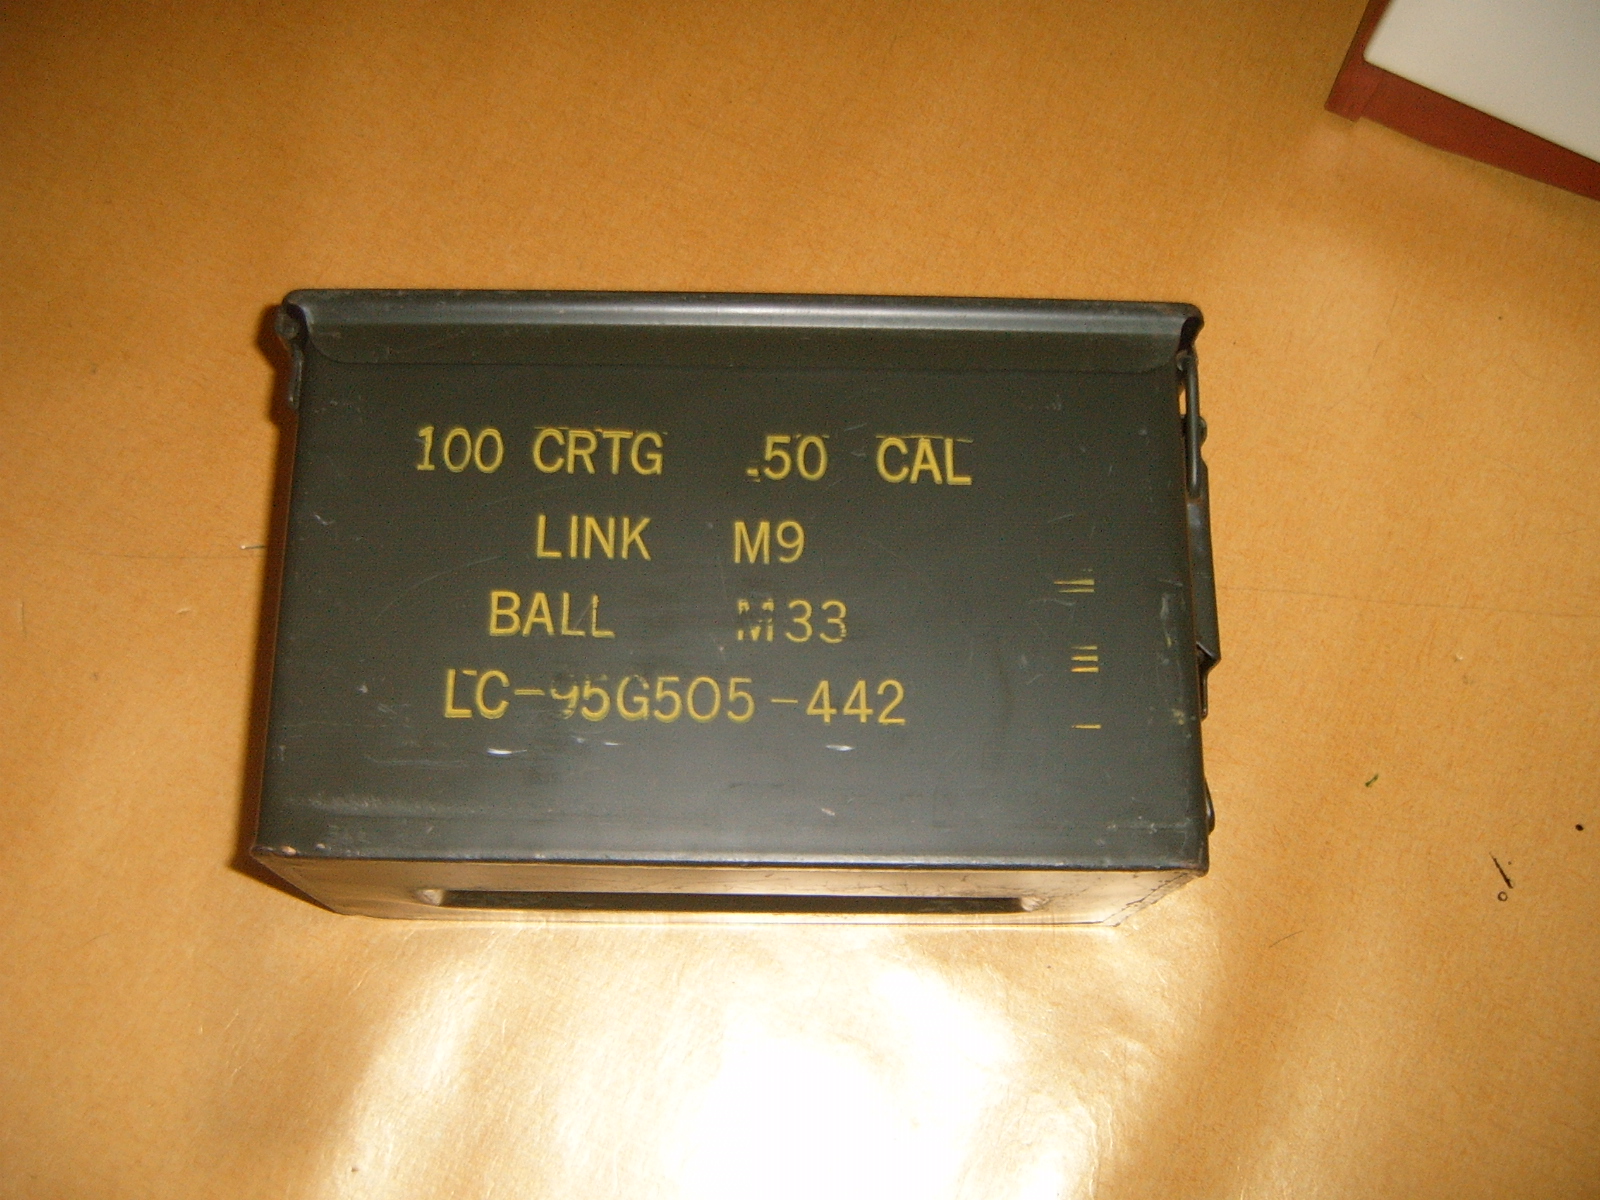 100 CRTG .50 CAL
LINK M9
BALL M33
LC-95G505-442